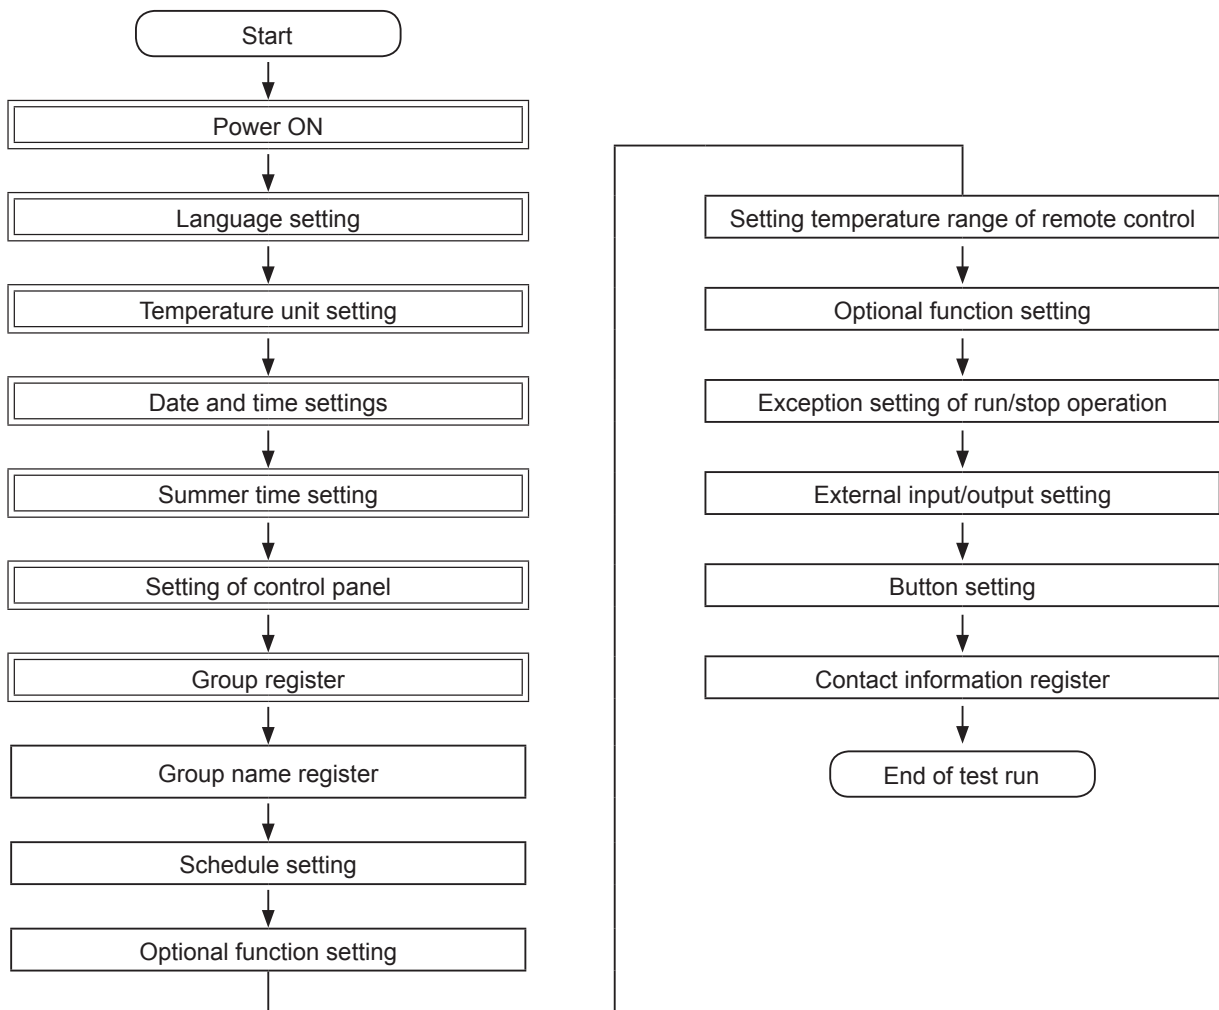 Start
Power ON
Language setting
Temperature unit setting
Date and time settings
Summer time setting
Setting of control panel
Group register
Group name register
Schedule setting
Optional function setting
Setting temperature range of remote control
Optional function setting
Exception setting of run/stop operation
External input/output setting
Button setting
Contact information register
End of test run